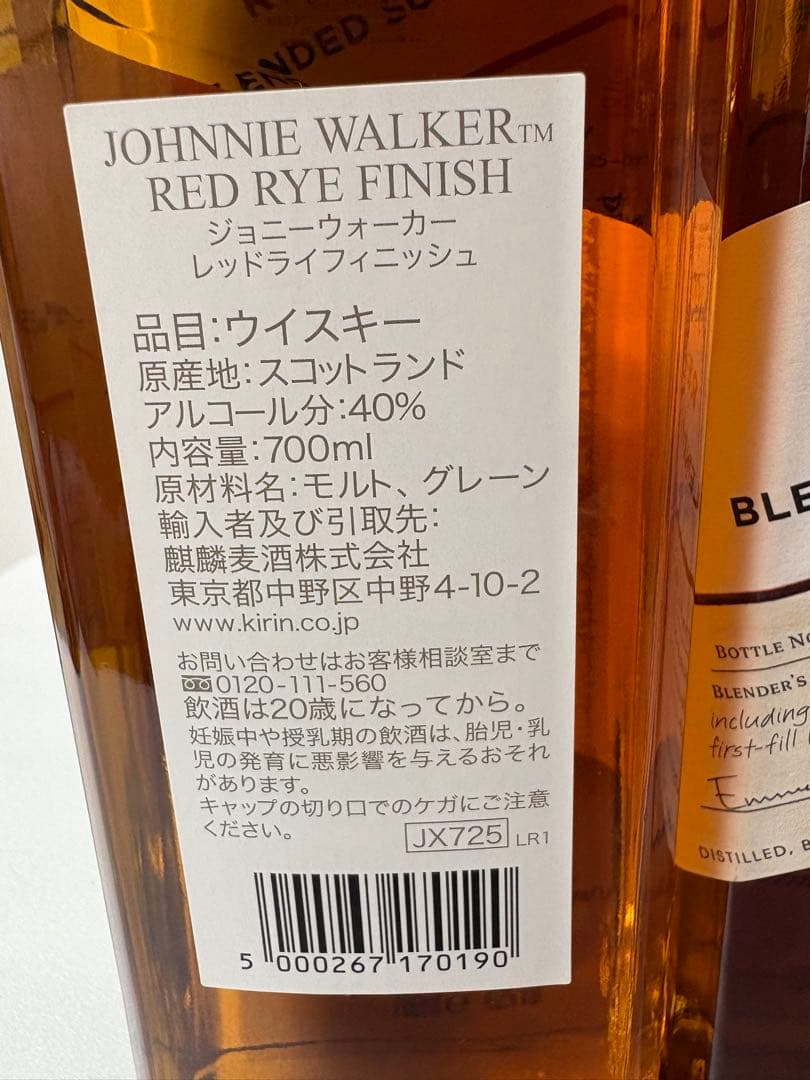 ENDED
JOHNNIE WALKER™
RED RYE FINISH
ジョニーウォーカー
レッドライフィニッシュ
品目:ウイスキー
原産地:スコットランド
アルコール分:40%
内容量:700ml
原材料名:モルト、グレーン
輸入者及び引取先:
麒麟麦酒株式会社
東京都中野区中野4-10-2
www.kirin.co.jp
お問い合わせはお客様相談室まで
0120-111-560
飲酒は20歳になってから。
妊娠中や授乳期の飲酒は、胎児・乳
児の発育に悪影響を与えるおそれ
があります。
キャップの切り口でのケガにご注意
ください。
JX725 LR1
5 000267 170190
BLE
BOTTLE NO
BLENDER'S
including
first-fill
Emm
DISTILLED, B